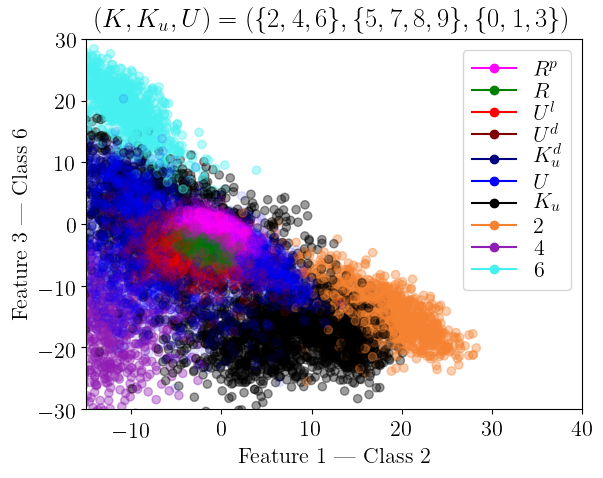 (K, K_u, U) = ({2, 4, 6}, {5, 7, 8, 9}, {0, 1, 3})
30
20
10
0
−10
−20
−30
Feature 3 — Class 6
R^p
R
U^l
U^d
K_u^d
U
K_u
2
4
6
−10
0
10
20
30
40
Feature 1 — Class 2